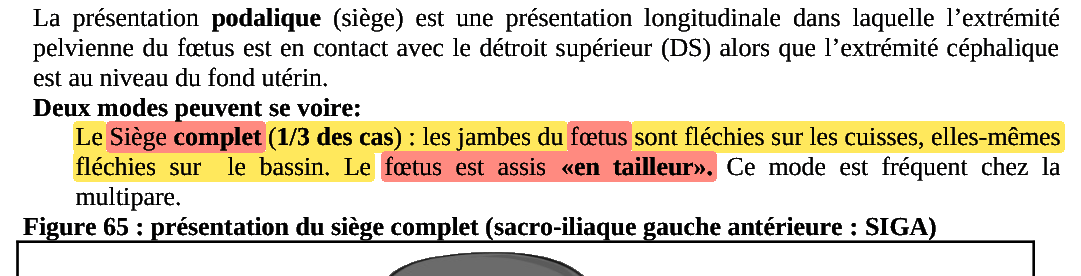 La présentation podalique (siège) est une présentation longitudinale dans laquelle l’extrémité
pelvienne du fœtus est en contact avec le détroit supérieur (DS) alors que l’extrémité céphalique
est au niveau du fond utérin.
Deux modes peuvent se voire:
Le Siège complet (1/3 des cas) : les jambes du fœtus sont fléchies sur les cuisses, elles-mêmes
fléchies sur le bassin. Le fœtus est assis «en tailleur». Ce mode est fréquent chez la
multipare.
Figure 65 : présentation du siège complet (sacro-iliaque gauche antérieure : SIGA)